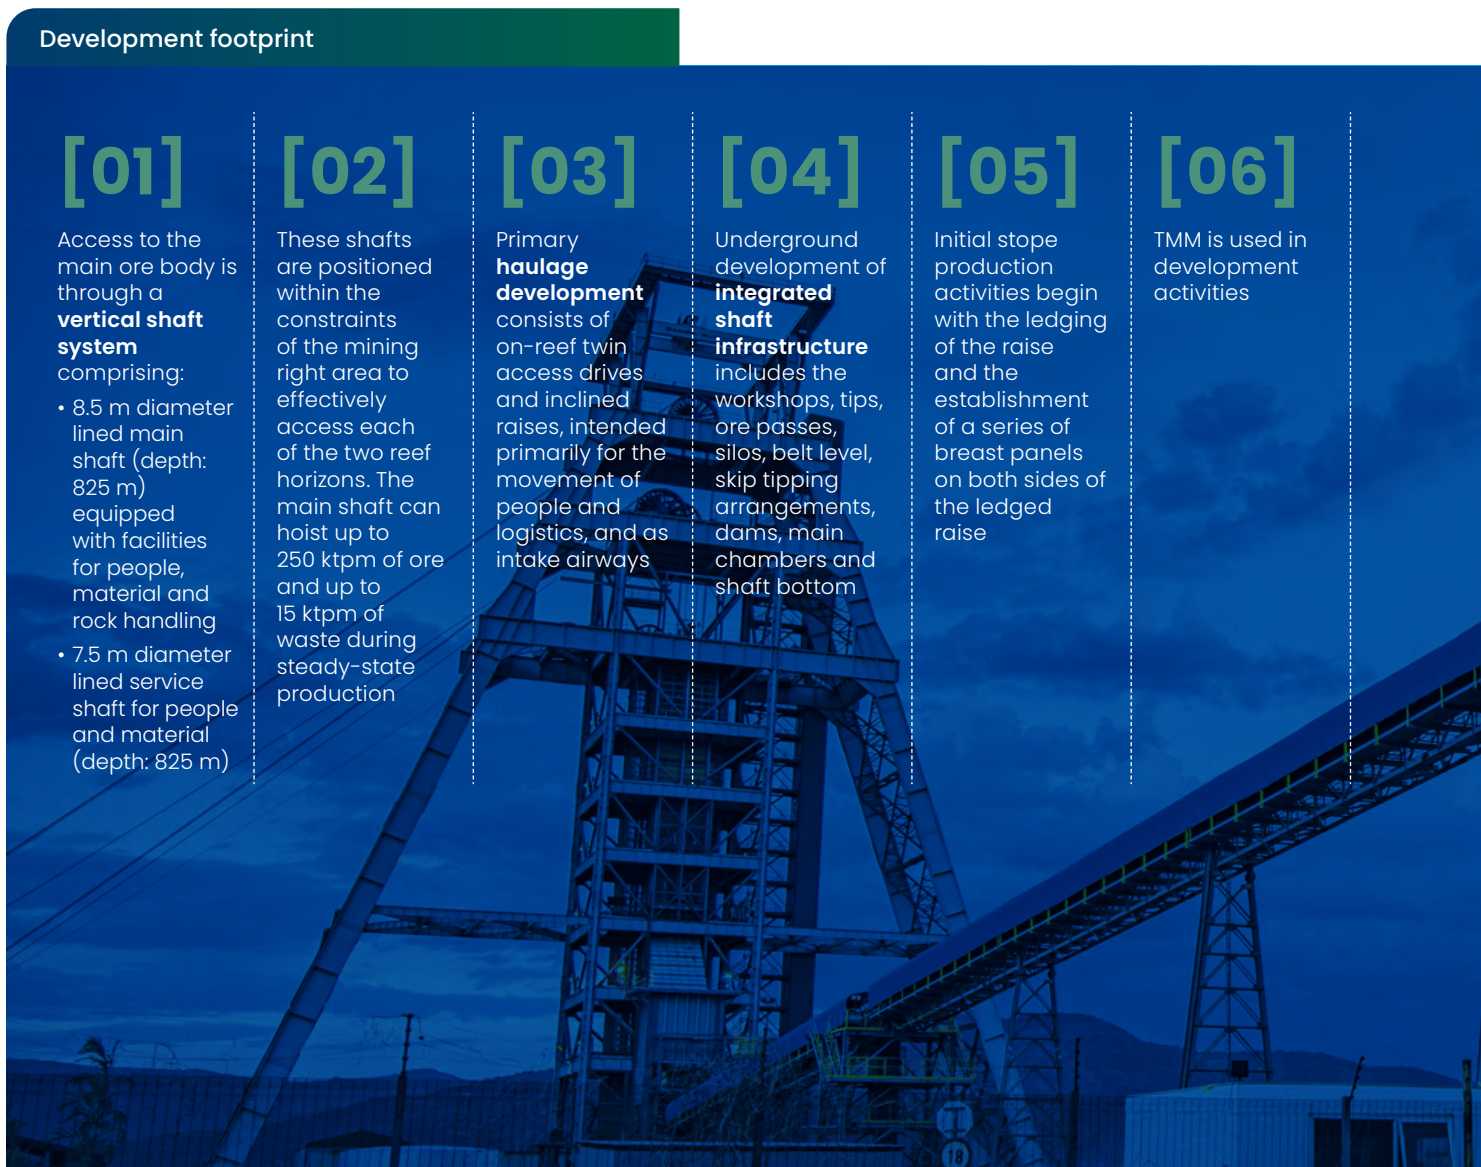 Development footprint
[01]
Access to the
main ore body is
through a
vertical shaft
system
comprising:
• 8.5 m diameter
lined main
shaft (depth:
825 m)
equipped
with facilities
for people,
material and
rock handling
• 7.5 m diameter
lined service
shaft for people
and material
(depth: 825 m)
[02]
These shafts
are positioned
within the
constraints
of the mining
right area to
effectively
access each
of the two reef
horizons. The
main shaft can
hoist up to
250 ktpm of ore
and up to
15 ktpm of
waste during
steady-state
production
[03]
Primary
haulage
development
consists of
on-reef twin
access drives
and inclined
raises, intended
primarily for the
movement of
people and
logistics, and as
intake airways
[04]
Underground
development of
integrated
shaft
infrastructure
includes the
workshops, tips,
ore passes,
silos, belt level,
skip tipping
arrangements,
dams, main
chambers and
shaft bottom
[05]
Initial stope
production
activities begin
with the ledging
of the raise
and the
establishment
of a series of
breast panels
on both sides of
the ledged
raise
[06]
TMM is used in
development
activities
18